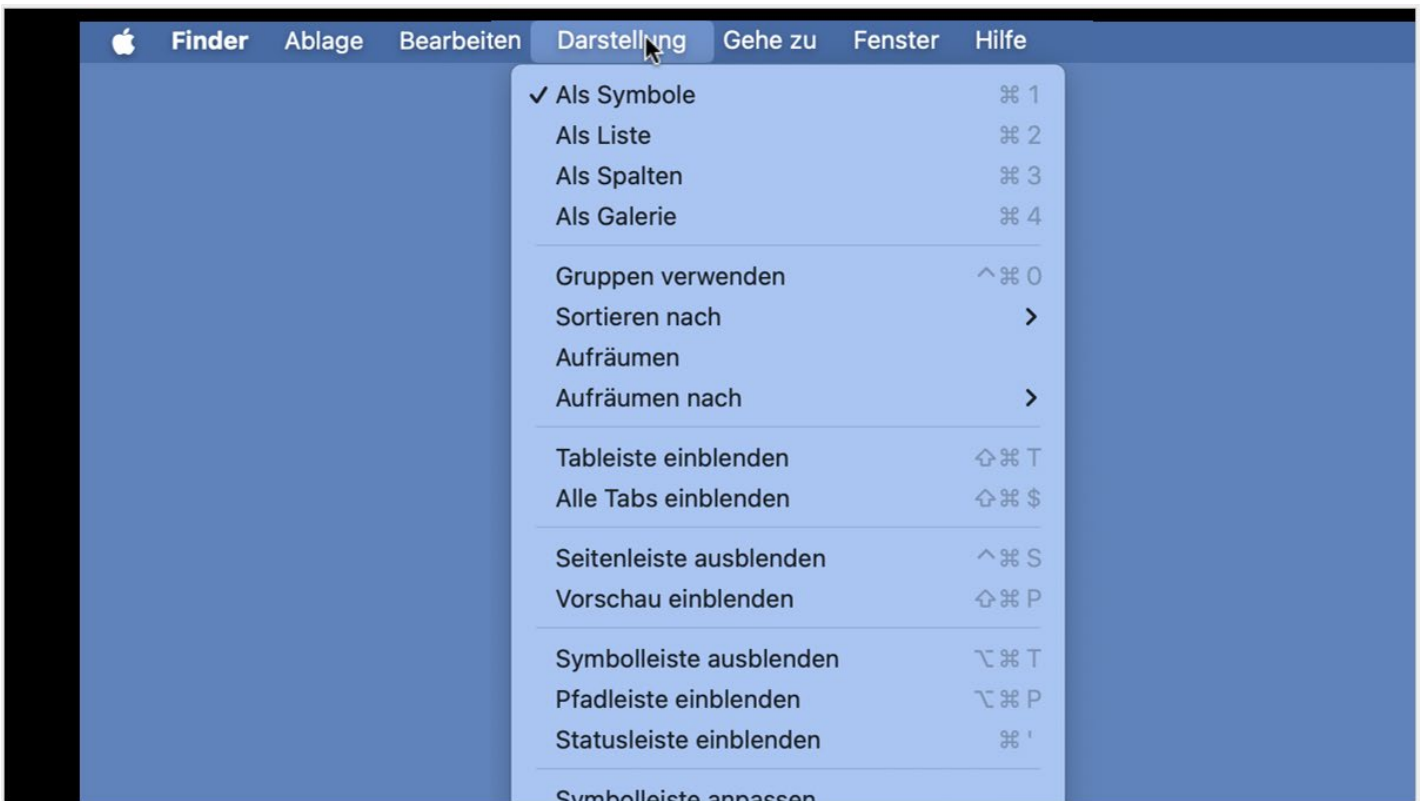 Finder Ablage Bearbeiten Darstellung Gehe zu Fenster Hilfe
✓ Als Symbole ⌘ 1
Als Liste ⌘ 2
Als Spalten ⌘ 3
Als Galerie ⌘ 4
Gruppen verwenden ^⌘ 0
Sortieren nach >
Aufräumen
Aufräumen nach >
Tableiste einblenden ⇧⌘ T
Alle Tabs einblenden ⇧⌘ $
Seitenleiste ausblenden ^⌘ S
Vorschau einblenden ⇧⌘ P
Symbolleiste ausblenden ⌥⌘ T
Pfadleiste einblenden ⌥⌘ P
Statusleiste einblenden ⌘ '
Symbolleiste anpassen